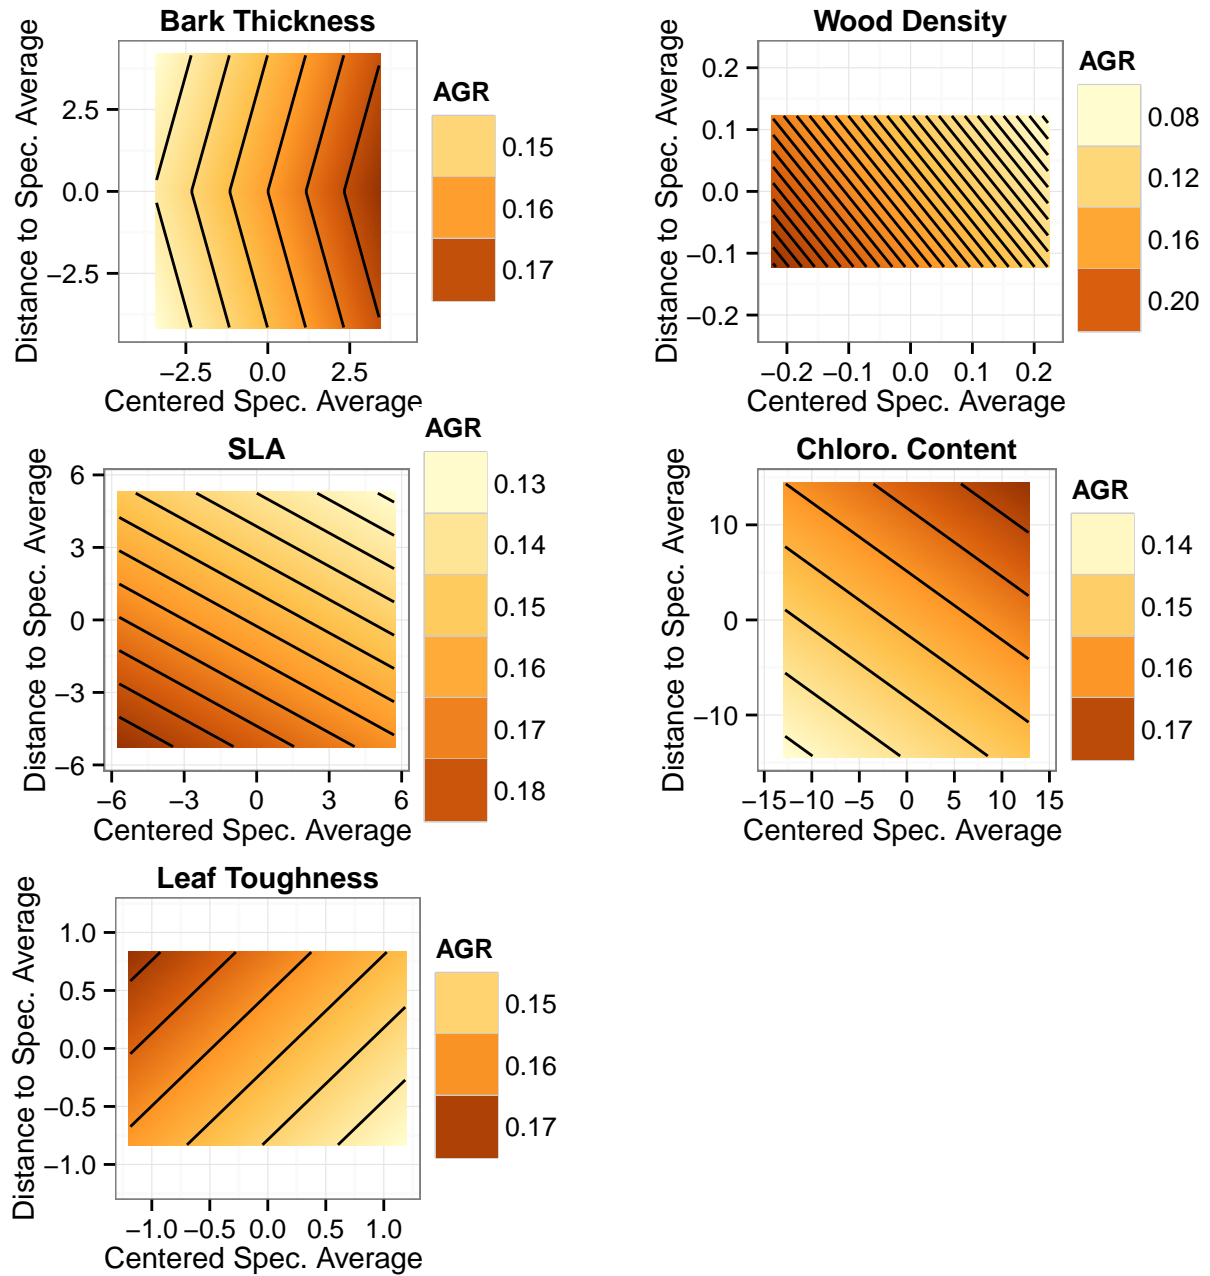 Bark Thickness
Distance to Spec. Average
2.5
0.0
−2.5
−2.5 0.0 2.5
Centered Spec. Average
AGR
0.15
0.16
0.17
Wood Density
Distance to Spec. Average
0.2
0.1
0.0
−0.1
−0.2
−0.2 −0.1 0.0 0.1 0.2
Centered Spec. Average
AGR
0.08
0.12
0.16
0.20
SLA
Distance to Spec. Average
6
3
0
−3
−6
−6 −3 0 3 6
Centered Spec. Average
AGR
0.13
0.14
0.15
0.16
0.17
0.18
Chloro. Content
Distance to Spec. Average
10
0
−10
−15 −10 −5 0 5 10 15
Centered Spec. Average
AGR
0.14
0.15
0.16
0.17
Leaf Toughness
Distance to Spec. Average
1.0
0.5
0.0
−0.5
−1.0
−1.0 −0.5 0.0 0.5 1.0
Centered Spec. Average
AGR
0.15
0.16
0.17